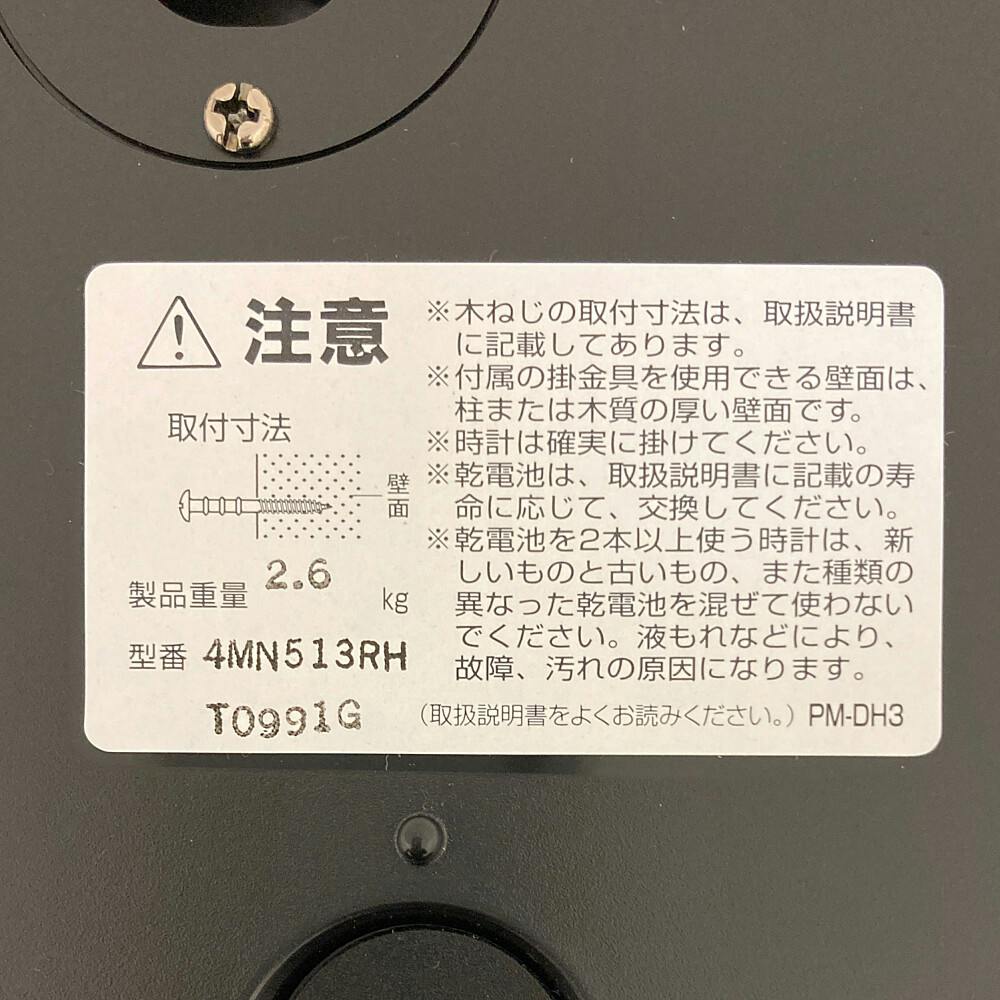 注意
取付寸法
壁面
製品重量 2.6 kg
型番 4MN513RH
T0991G
※木ねじの取付寸法は、取扱説明書
に記載してあります。
※付属の掛金具を使用できる壁面は、
柱または木質の厚い壁面です。
※時計は確実に掛けてください。
※乾電池は、取扱説明書に記載の寿
命に応じて、交換してください。
※乾電池を2本以上使う時計は、新
しいものと古いもの、また種類の
異なった乾電池を混ぜて使わない
でください。液もれなどにより、
故障、汚れの原因になります。
(取扱説明書をよくお読みください。) PM-DH3